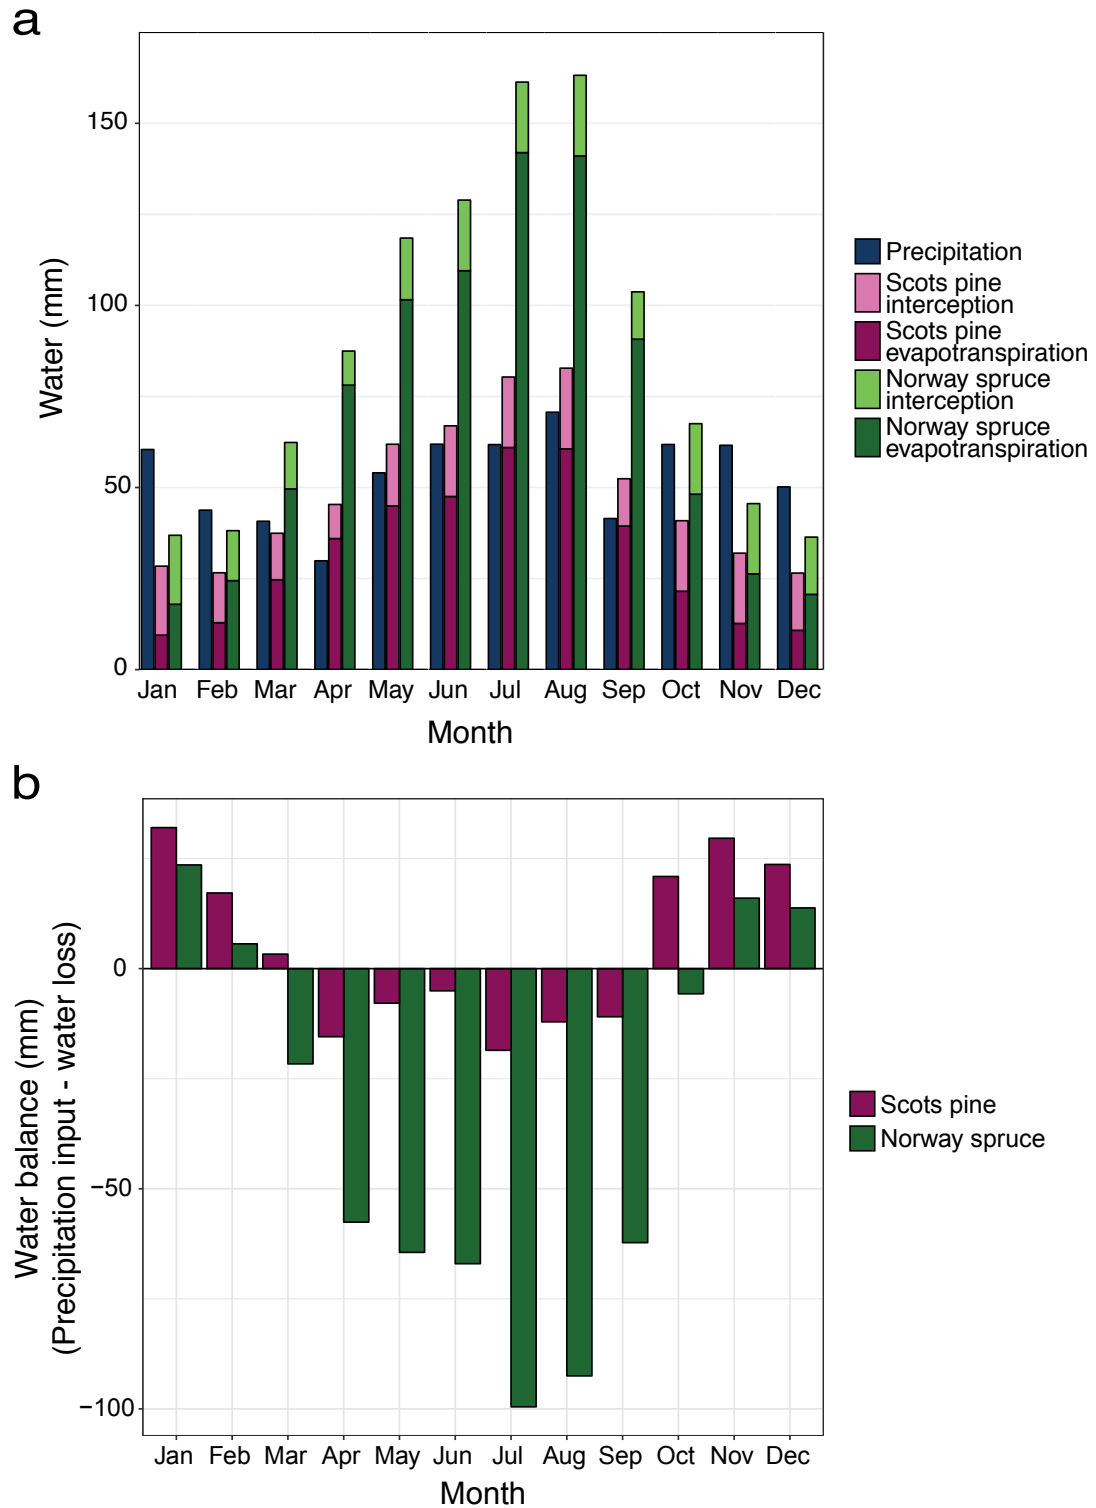 a
Water (mm)
150
100
50
0
Jan Feb Mar Apr May Jun Jul Aug Sep Oct Nov Dec
Month
Precipitation
Scots pine
interception
Scots pine
evapotranspiration
Norway spruce
interception
Norway spruce
evapotranspiration
b
Water balance (mm)
(Precipitation input - water loss)
0
−50
−100
Jan Feb Mar Apr May Jun Jul Aug Sep Oct Nov Dec
Month
Scots pine
Norway spruce